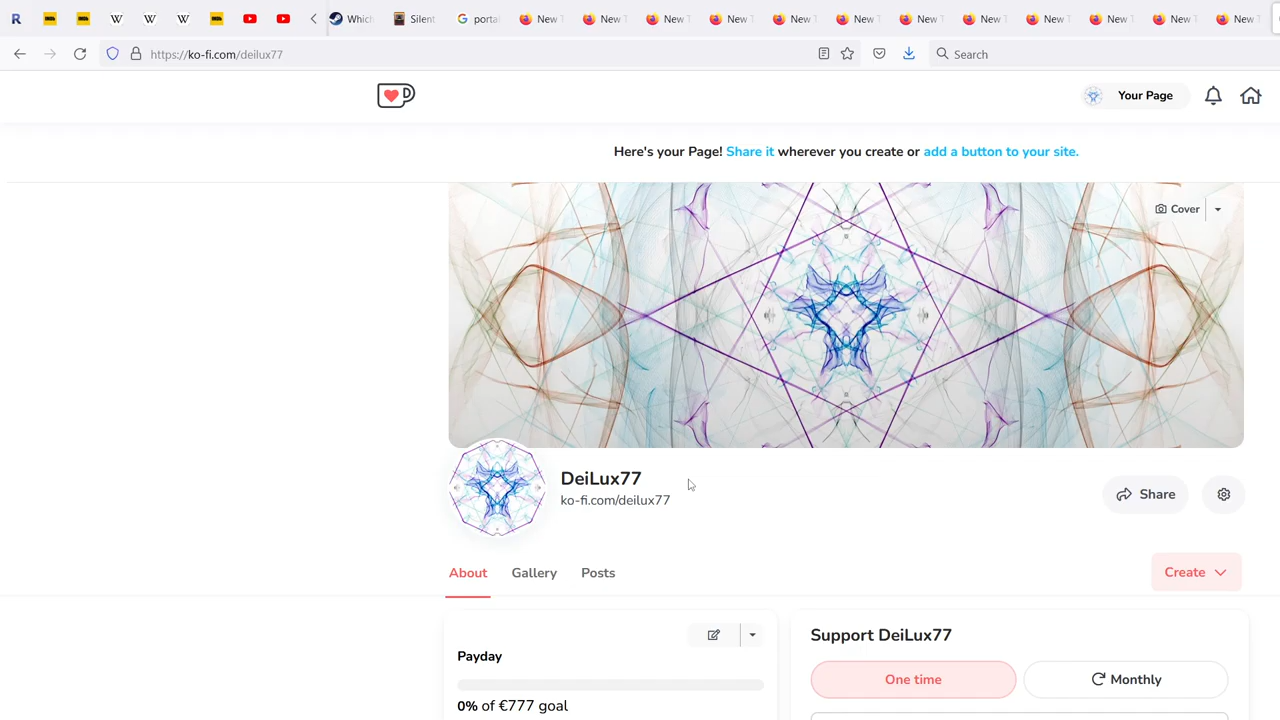 Which
Silent
porta
New T
New T
New T
New T
New T
New T
New T
New T
New T
New T
New T
New T
https://ko-fi.com/deilux77
Search
Your Page
Here's your Page! Share it wherever you create or add a button to your site.
Cover
DeiLux77
ko-fi.com/deilux77
Share
About
Gallery
Posts
Create
Payday
0% of €777 goal
Support DeiLux77
One time
Monthly